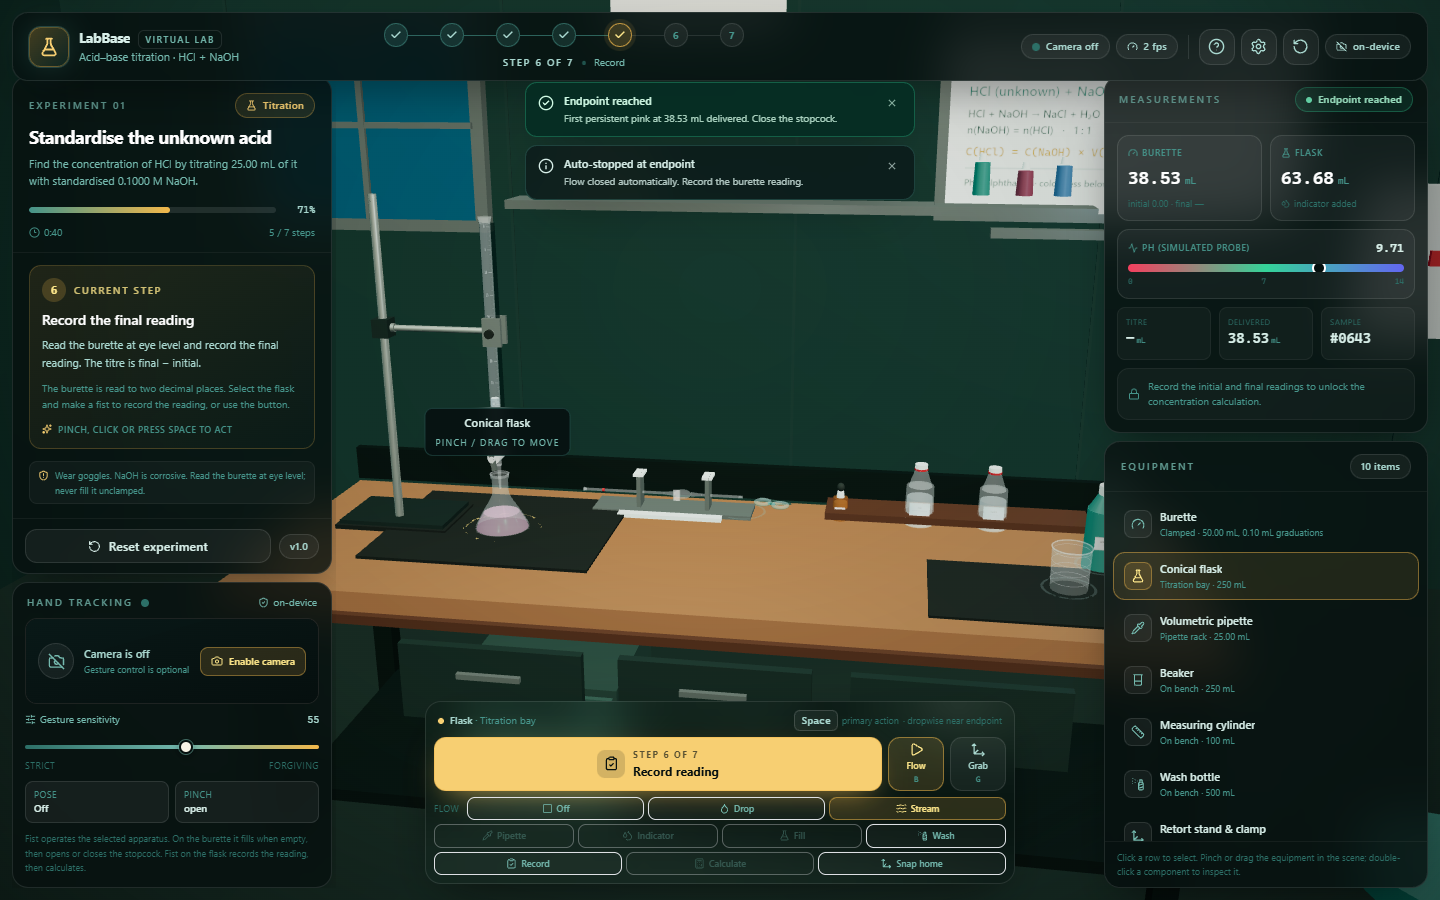 LabBase
VIRTUAL LAB
Acid–base titration · HCl + NaOH
6
7
STEP 6 OF 7 • Record
Camera off
2 fps
on-device
EXPERIMENT 01
Titration
Standardise the unknown acid
Find the concentration of HCl by titrating 25.00 mL of it
with standardised 0.1000 M NaOH.
71%
0:40
5 / 7 steps
6
CURRENT STEP
Record the final reading
Read the burette at eye level and record the final
reading. The titre is final − initial.
The burette is read to two decimal places. Select the flask
and make a fist to record the reading, or use the button.
PINCH, CLICK OR PRESS SPACE TO ACT
Wear goggles. NaOH is corrosive. Read the burette at eye level;
never fill it unclamped.
Reset experiment
v1.0
HAND TRACKING
on-device
Camera is off
Gesture control is optional
Enable camera
Gesture sensitivity
55
STRICT
FORGIVING
POSE
Off
PINCH
open
Fist operates the selected apparatus. On the burette it fills when empty,
then opens or closes the stopcock. Fist on the flask records the reading,
then calculates.
Endpoint reached
First persistent pink at 38.53 mL delivered. Close the stopcock.
Auto-stopped at endpoint
Flow closed automatically. Record the burette reading.
HCl (unknown) + NaO
HCl + NaOH → NaCl + H₂O
n(NaOH) = n(HCl) · 1 : 1
C(HCl) = C(NaOH) × V(
Conical flask
PINCH / DRAG TO MOVE
Flask · Titration bay
Space
primary action · dropwise near endpoint
STEP 6 OF 7
Record reading
Flow
B
Grab
G
FLOW
Off
Drop
Stream
Pipette
Indicator
Fill
Wash
Record
Calculate
Snap home
MEASUREMENTS
Endpoint reached
BURETTE
38.53 mL
initial 0.00 · final —
FLASK
63.68 mL
indicator added
PH (SIMULATED PROBE)
9.71
0
7
14
TITRE
— mL
DELIVERED
38.53 mL
SAMPLE
#0643
Record the initial and final readings to unlock the
concentration calculation.
EQUIPMENT
10 items
Burette
Clamped · 50.00 mL, 0.10 mL graduations
Conical flask
Titration bay · 250 mL
Volumetric pipette
Pipette rack · 25.00 mL
Beaker
On bench · 250 mL
Measuring cylinder
On bench · 100 mL
Wash bottle
On bench · 500 mL
Retort stand & clamp
Click a row to select. Pinch or drag the equipment in the scene; double-
click a component to inspect it.